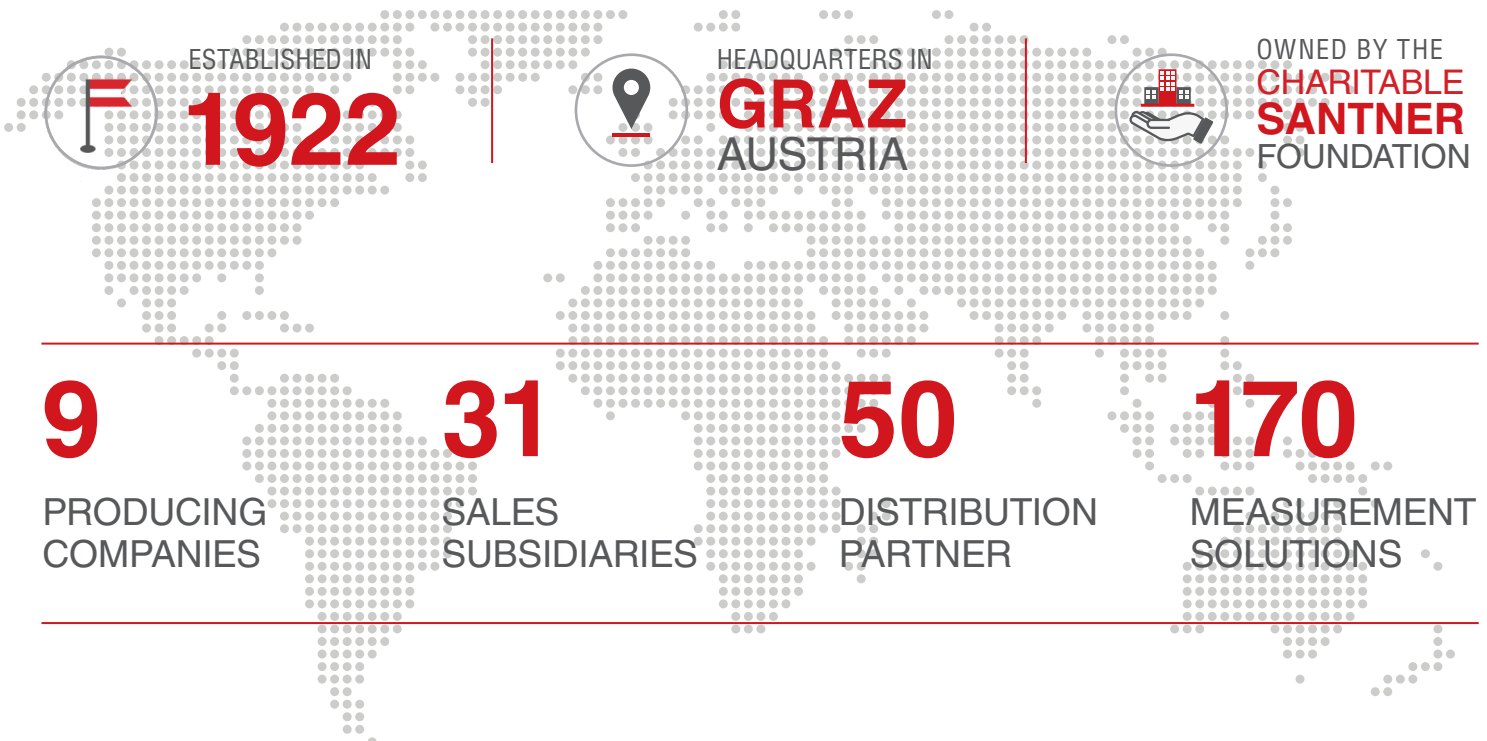 ESTABLISHED IN
1922
HEADQUARTERS IN
GRAZ
AUSTRIA
OWNED BY THE
CHARITABLE
SANTNER
FOUNDATION
9
PRODUCING
COMPANIES
31
SALES
SUBSIDIARIES
50
DISTRIBUTION
PARTNER
170
MEASUREMENT
SOLUTIONS